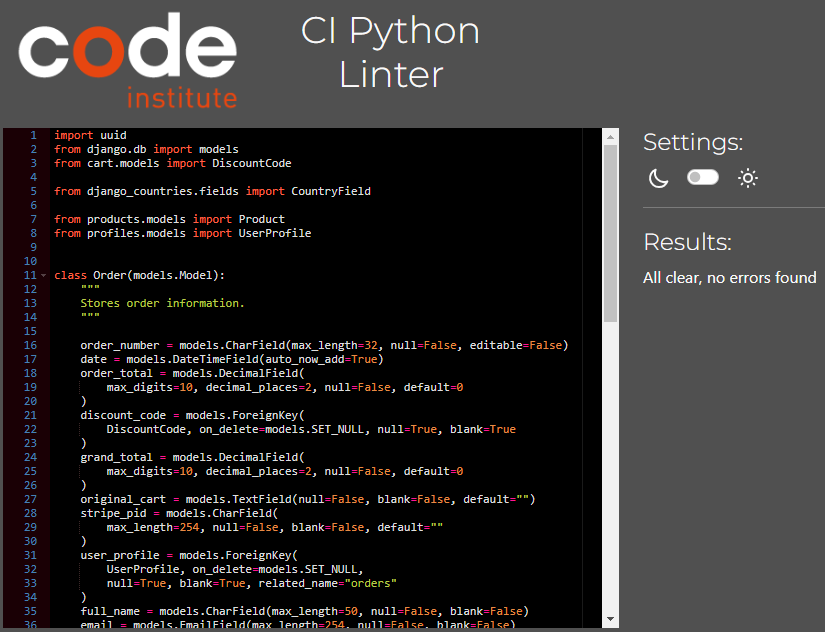 code
institute
CI Python
Linter
1 import uuid
2 from django.db import models
3 from cart.models import DiscountCode
4
5 from django_countries.fields import CountryField
6
7 from products.models import Product
8 from profiles.models import UserProfile
9
10
11 class Order(models.Model):
12     """
13     Stores order information.
14     """
15
16     order_number = models.CharField(max_length=32, null=False, editable=False)
17     date = models.DateTimeField(auto_now_add=True)
18     order_total = models.DecimalField(
19         max_digits=10, decimal_places=2, null=False, default=0
20     )
21     discount_code = models.ForeignKey(
22         DiscountCode, on_delete=models.SET_NULL, null=True, blank=True
23     )
24     grand_total = models.DecimalField(
25         max_digits=10, decimal_places=2, null=False, default=0
26     )
27     original_cart = models.TextField(null=False, blank=False, default="")
28     stripe_pid = models.CharField(
29         max_length=254, null=False, blank=False, default=""
30     )
31     user_profile = models.ForeignKey(
32         UserProfile, on_delete=models.SET_NULL,
33         null=True, blank=True, related_name="orders"
34     )
35     full_name = models.CharField(max_length=50, null=False, blank=False)
36     email = models.EmailField(max_length=254, null=False, blank=False)
Settings:
Results:
All clear, no errors found